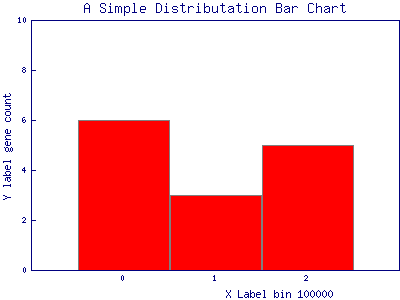 A Simple Distributation Bar Chart
10
8
6
4
2
0
Y label gene count
0 1 2
X Label bin 100000